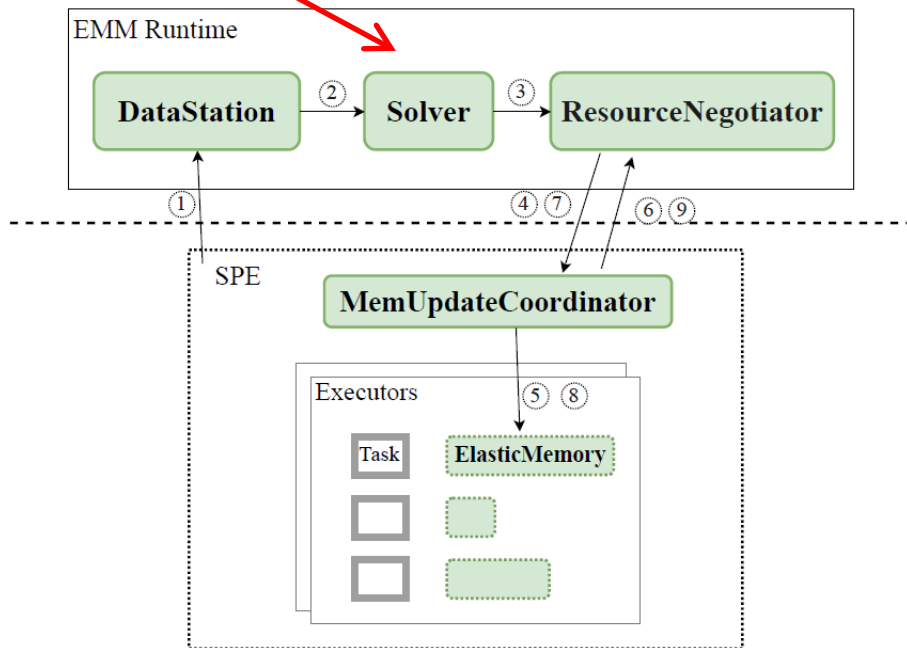 EMM Runtime
DataStation
②
Solver
③
ResourceNegotiator
①
④ ⑦
⑥ ⑨
SPE
MemUpdateCoordinator
Executors
⑤ ⑧
Task
ElasticMemory